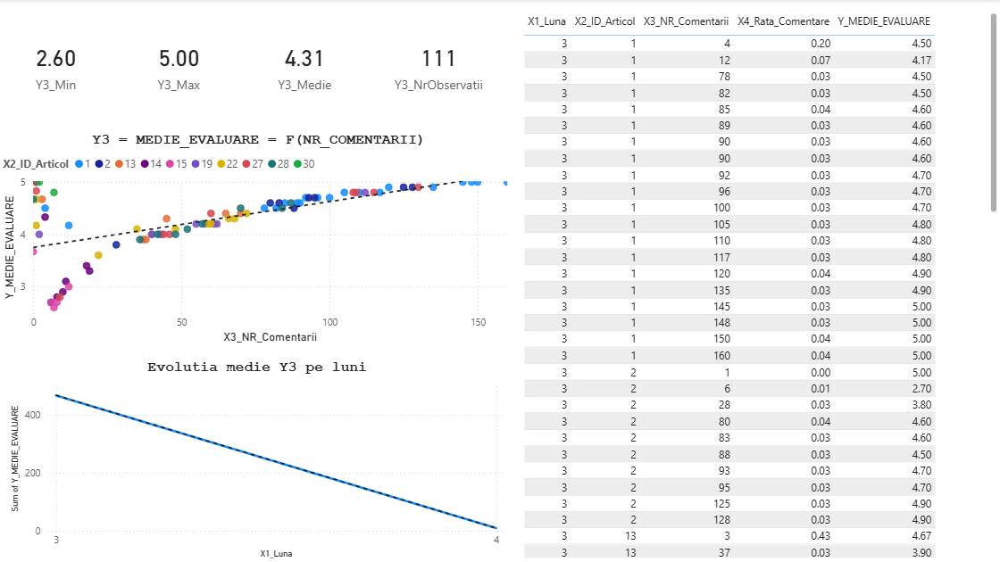 2.60 5.00 4.31 111
Y3_Min Y3_Max Y3_Medie Y3_NrObservatii
Y3 = MEDIE_EVALUARE = F(NR_COMENTARII)
X2_ID_Articol 1 2 13 14 15 19 22 27 28 30
Y_MEDIE_EVALUARE
5
4
3
0 50 100 150
X3_NR_Comentarii
Evolutia medie Y3 pe luni
Sum of Y_MEDIE_EVALUARE
400
200
0
3 4
X1_Luna
X1_Luna X2_ID_Articol X3_NR_Comentarii X4_Rata_Comentare Y_MEDIE_EVALUARE
3 1 4 0.20 4.50
3 1 12 0.07 4.17
3 1 78 0.03 4.50
3 1 82 0.03 4.50
3 1 85 0.04 4.60
3 1 89 0.03 4.60
3 1 90 0.03 4.60
3 1 90 0.03 4.60
3 1 92 0.03 4.70
3 1 96 0.03 4.70
3 1 100 0.03 4.70
3 1 105 0.03 4.80
3 1 110 0.03 4.80
3 1 117 0.03 4.80
3 1 120 0.04 4.90
3 1 135 0.03 4.90
3 1 145 0.03 5.00
3 1 148 0.03 5.00
3 1 150 0.04 5.00
3 1 160 0.04 5.00
3 2 1 0.00 5.00
3 2 6 0.01 2.70
3 2 28 0.03 3.80
3 2 80 0.04 4.60
3 2 83 0.03 4.60
3 2 88 0.03 4.50
3 2 93 0.03 4.70
3 2 95 0.03 4.70
3 2 125 0.03 4.90
3 2 128 0.03 4.90
3 13 3 0.43 4.67
3 13 37 0.03 3.90